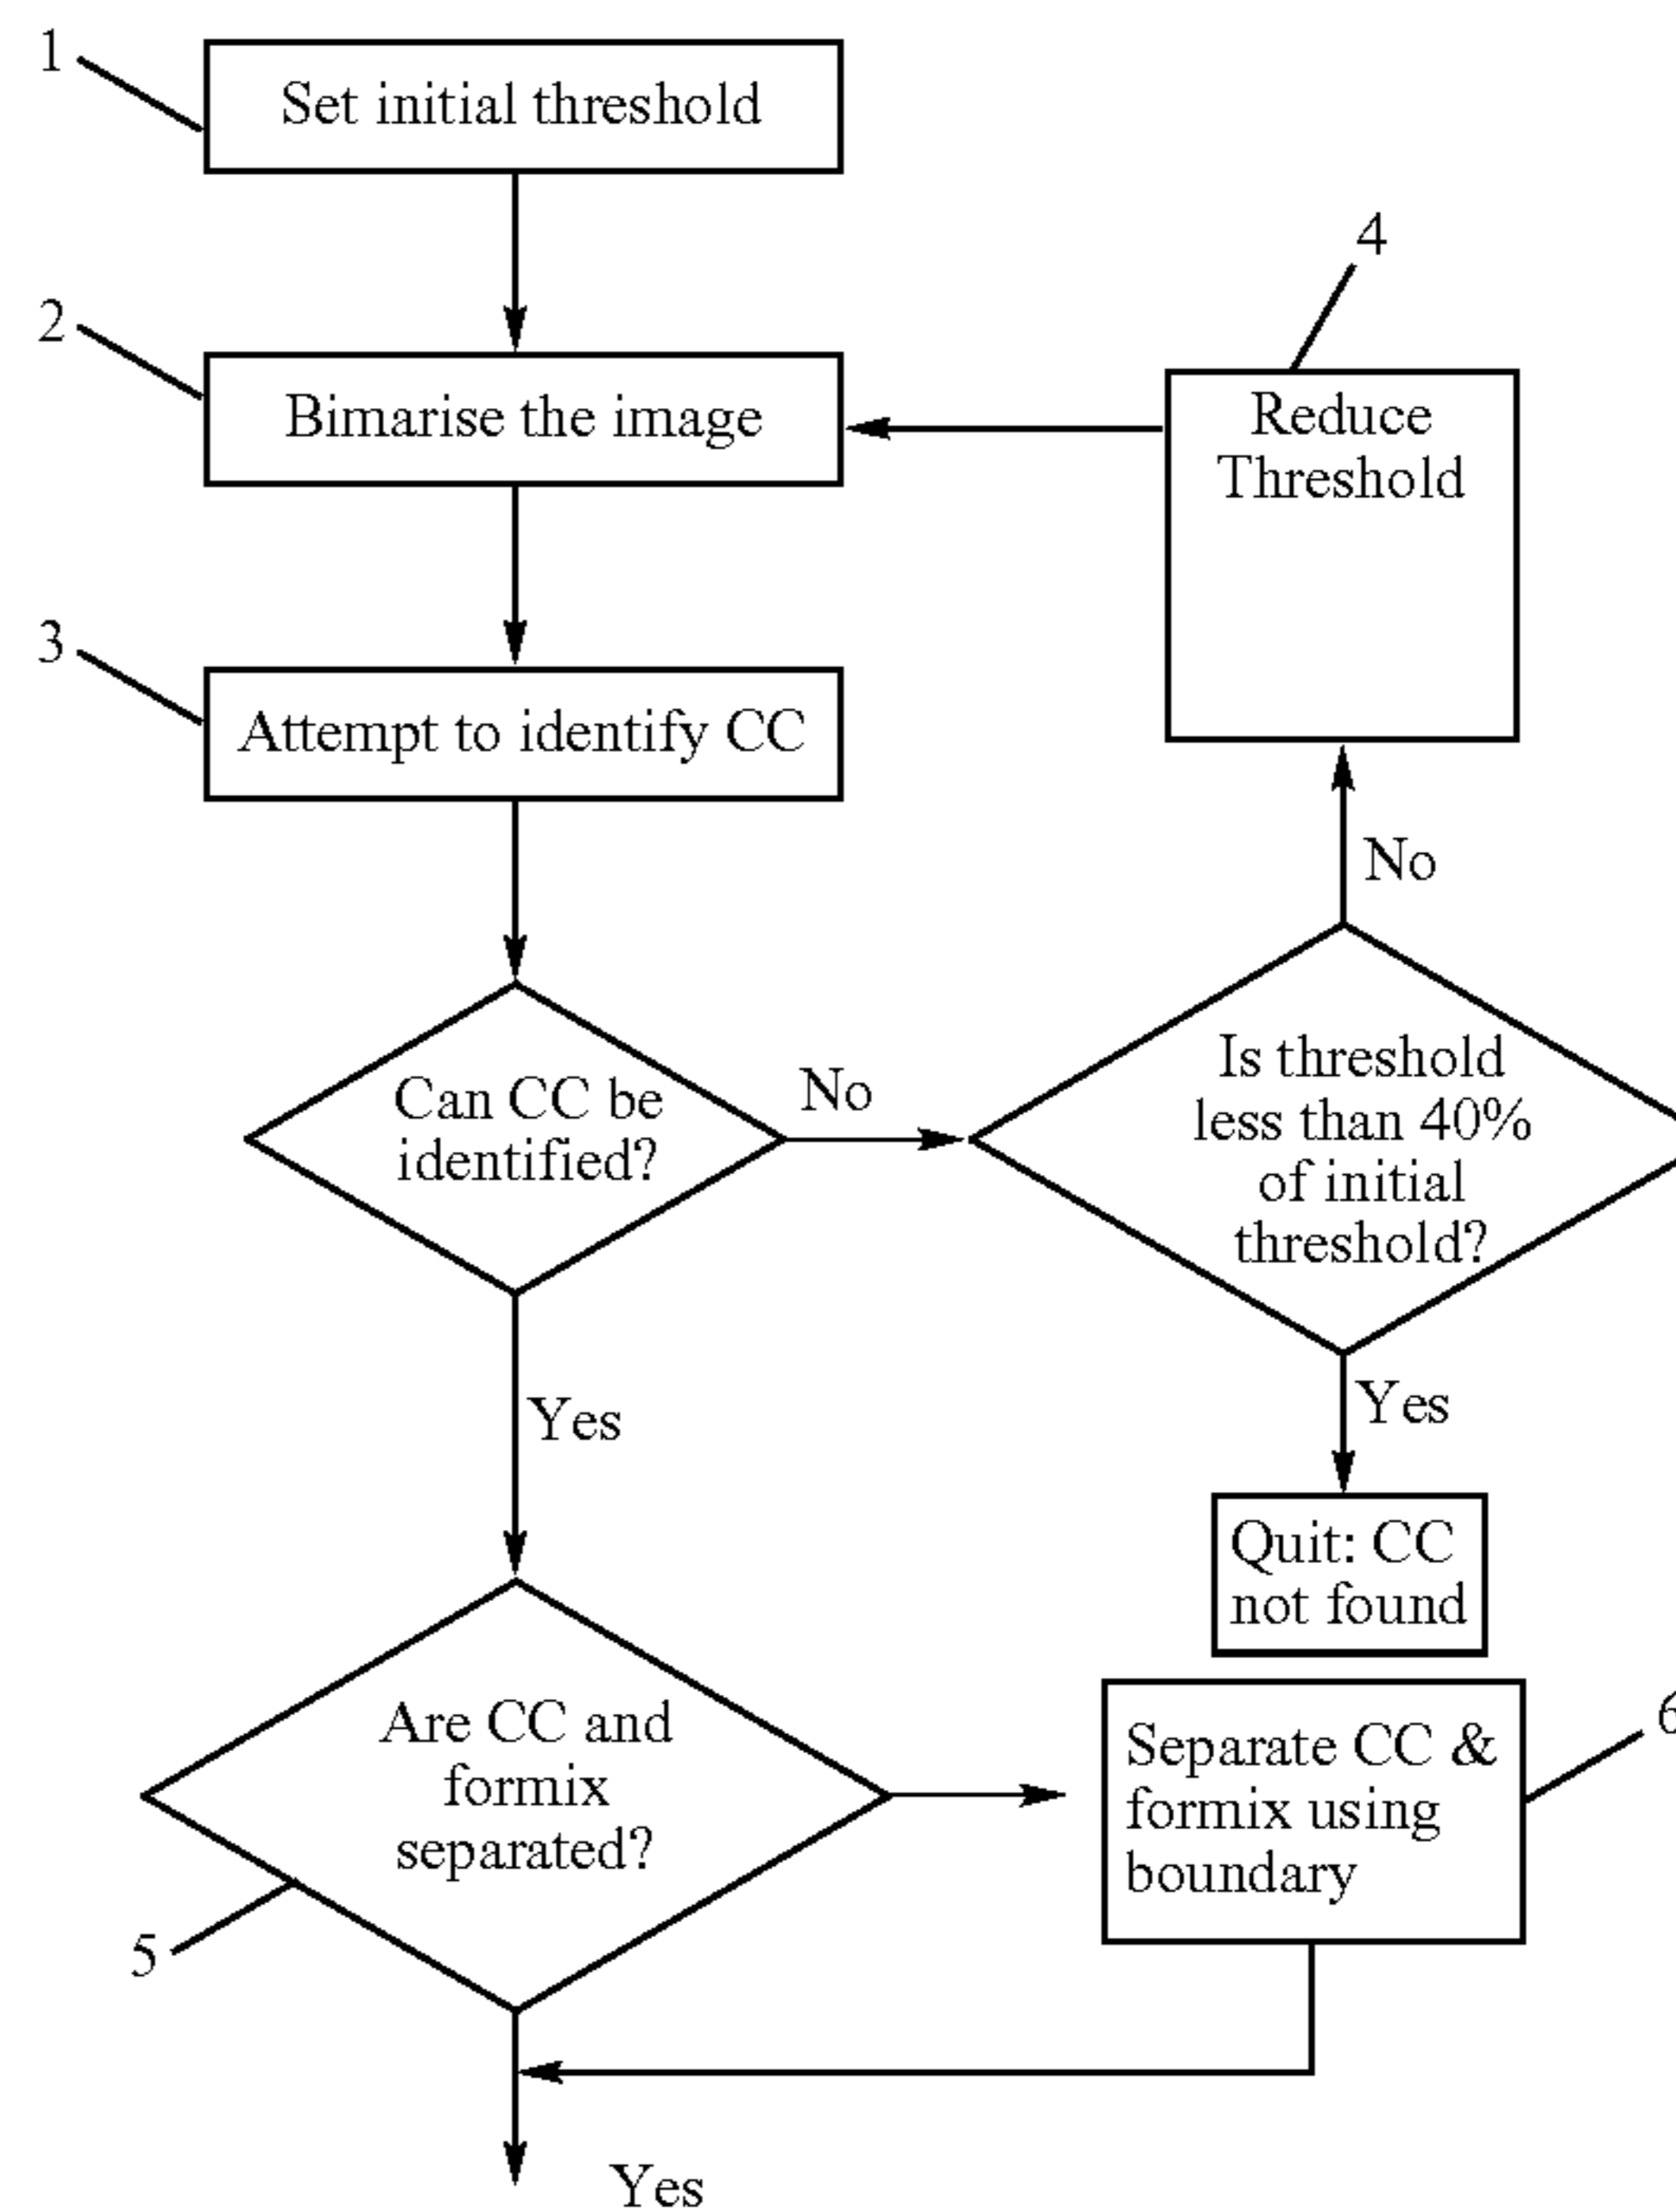 1
Set initial threshold
2
Bimarise the image
4
Reduce
Threshold
3
Attempt to identify CC
No
Can CC be
identified?
No
Is threshold
less than 40%
of initial
threshold?
Yes
Yes
Quit: CC
not found
Are CC and
formix
separated?
Separate CC &
formix using
boundary
6
5
Yes